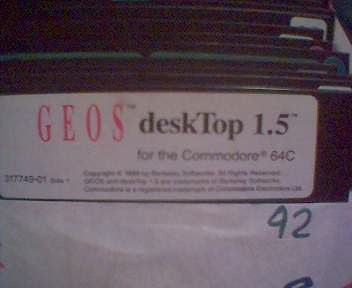 GEOS™ deskTop 1.5™
for the Commodore® 64C
317749-01 Side 1
Copyright © by Berkeley Softworks. All Rights Reserved.
GEOS and deskTop 1.5 are trademarks of Berkeley Softworks.
Commodore is a registered trademark of Commodore Electronics Ltd.
92